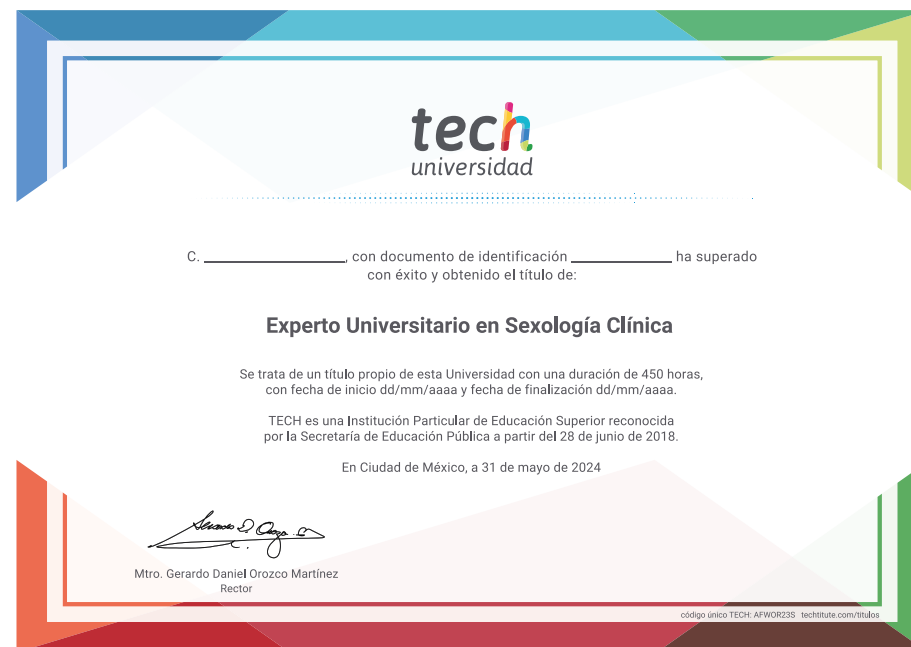 tech
universidad
C. ____________, con documento de identificación ____________ ha superado
con éxito y obtenido el título de:
Experto Universitario en Sexología Clínica
Se trata de un título propio de esta Universidad con una duración de 450 horas,
con fecha de inicio dd/mm/aaaa y fecha de finalización dd/mm/aaaa.
TECH es una Institución Particular de Educación Superior reconocida
por la Secretaría de Educación Pública a partir del 28 de junio de 2018.
En Ciudad de México, a 31 de mayo de 2024
Mtro. Gerardo Daniel Orozco Martínez
Rector
código único TECH: AFWOR23S techtitute.com/titulos